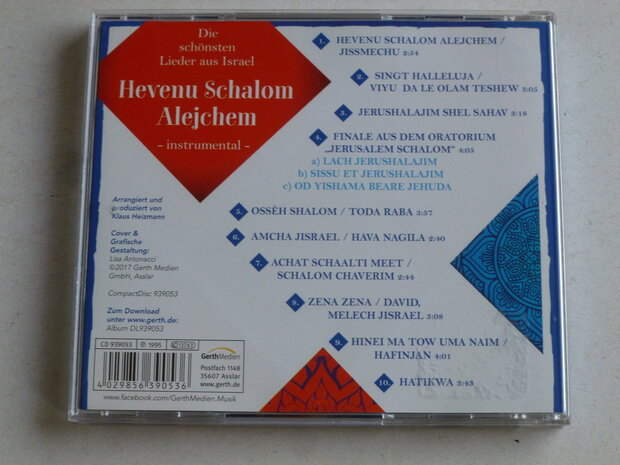 Die
schönsten
Lieder aus Israel
Hevenu Schalom
Alejchem
- instrumental -
1. HEVENU SCHALOM ALEJCHEM /
JISSMECHU 2:54
2. SINGT HALLELUJA /
VIYU DA LE OLAM TESHEW 3:05
3. JERUSHALAJIM SHEL SAHAV 3:18
4. FINALE AUS DEM ORATORIUM
„JERUSALEM SCHALOM" 4:05
a) LACH JERUSHALAJIM
b) SISSU ET JERUSHALAJIM
c) OD YISHAMA BEARE JEHUDA
5. OSSÈH SHALOM / TODA RABA 3:57
6. AMCHA JISRAEL / HAVA NAGILA 2:40
7. ACHAT SCHAALTI MEET /
SCHALOM CHAVERIM 2:44
8. ZENA ZENA / DAVID,
MELECH JISRAEL 3:08
9. HINEI MA TOW UMA NAIM /
HAFINJAN 4:01
10. HATIKWA 3:43
Arrangiert und
produziert von
Klaus Heizmann
Cover &
Grafische
Gestaltung:
Lisa Antonacci
©2017 Gerth Medien
GmbH, Asslar
CompactDisc 939053
Zum Download
unter www.gerth.de:
Album DL939053
CD 939053 ℗ 1995
4 029856 390536
GerthMedien
Postfach 1148
35607 Asslar
www.gerth.de
www.facebook.com/GerthMedien.Musik